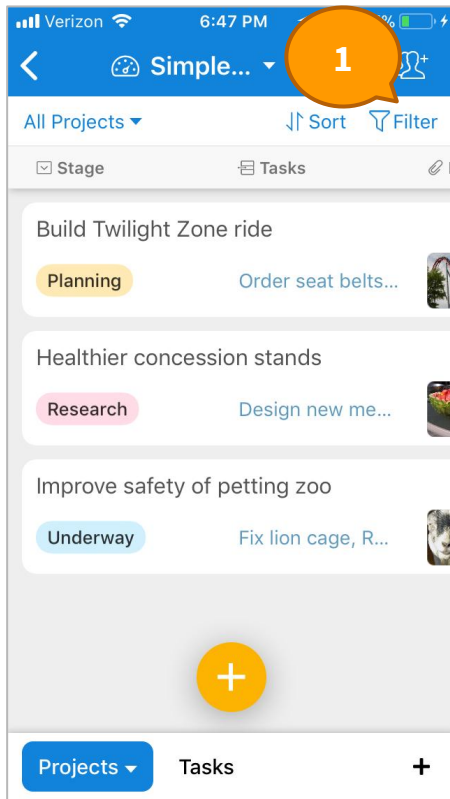 Verizon 6:47 PM %
Simple... 1
All Projects Sort Filter
Stage Tasks
Build Twilight Zone ride
Planning Order seat belts...
Healthier concession stands
Research Design new me...
Improve safety of petting zoo
Underway Fix lion cage, R...
+
Projects Tasks +